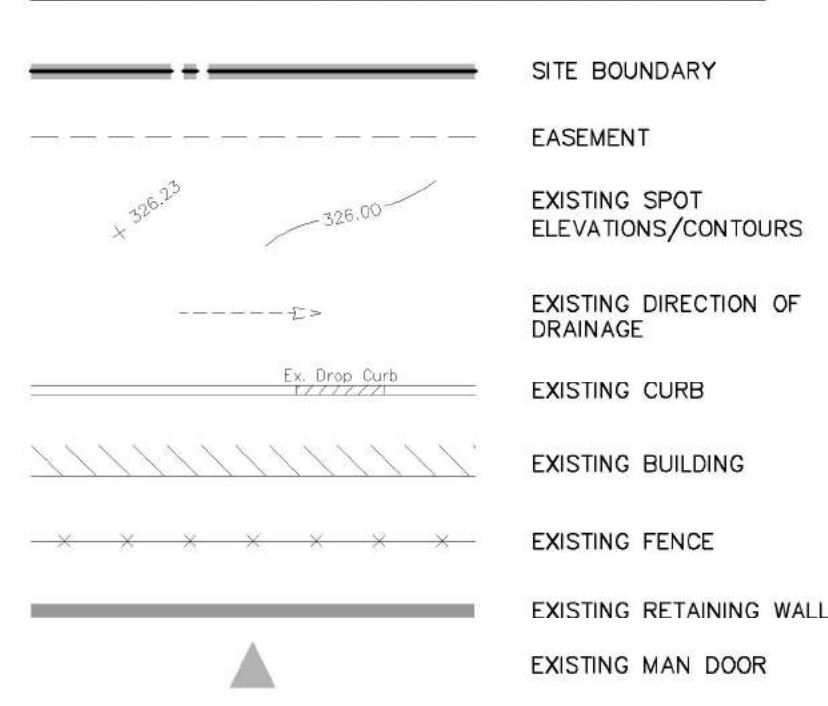 SITE BOUNDARY
EASEMENT
326.23
326.00
EXISTING SPOT
ELEVATIONS/CONTOURS
EXISTING DIRECTION OF
DRAINAGE
Ex. Drop Curb
EXISTING CURB
EXISTING BUILDING
EXISTING FENCE
EXISTING RETAINING WALL
EXISTING MAN DOOR